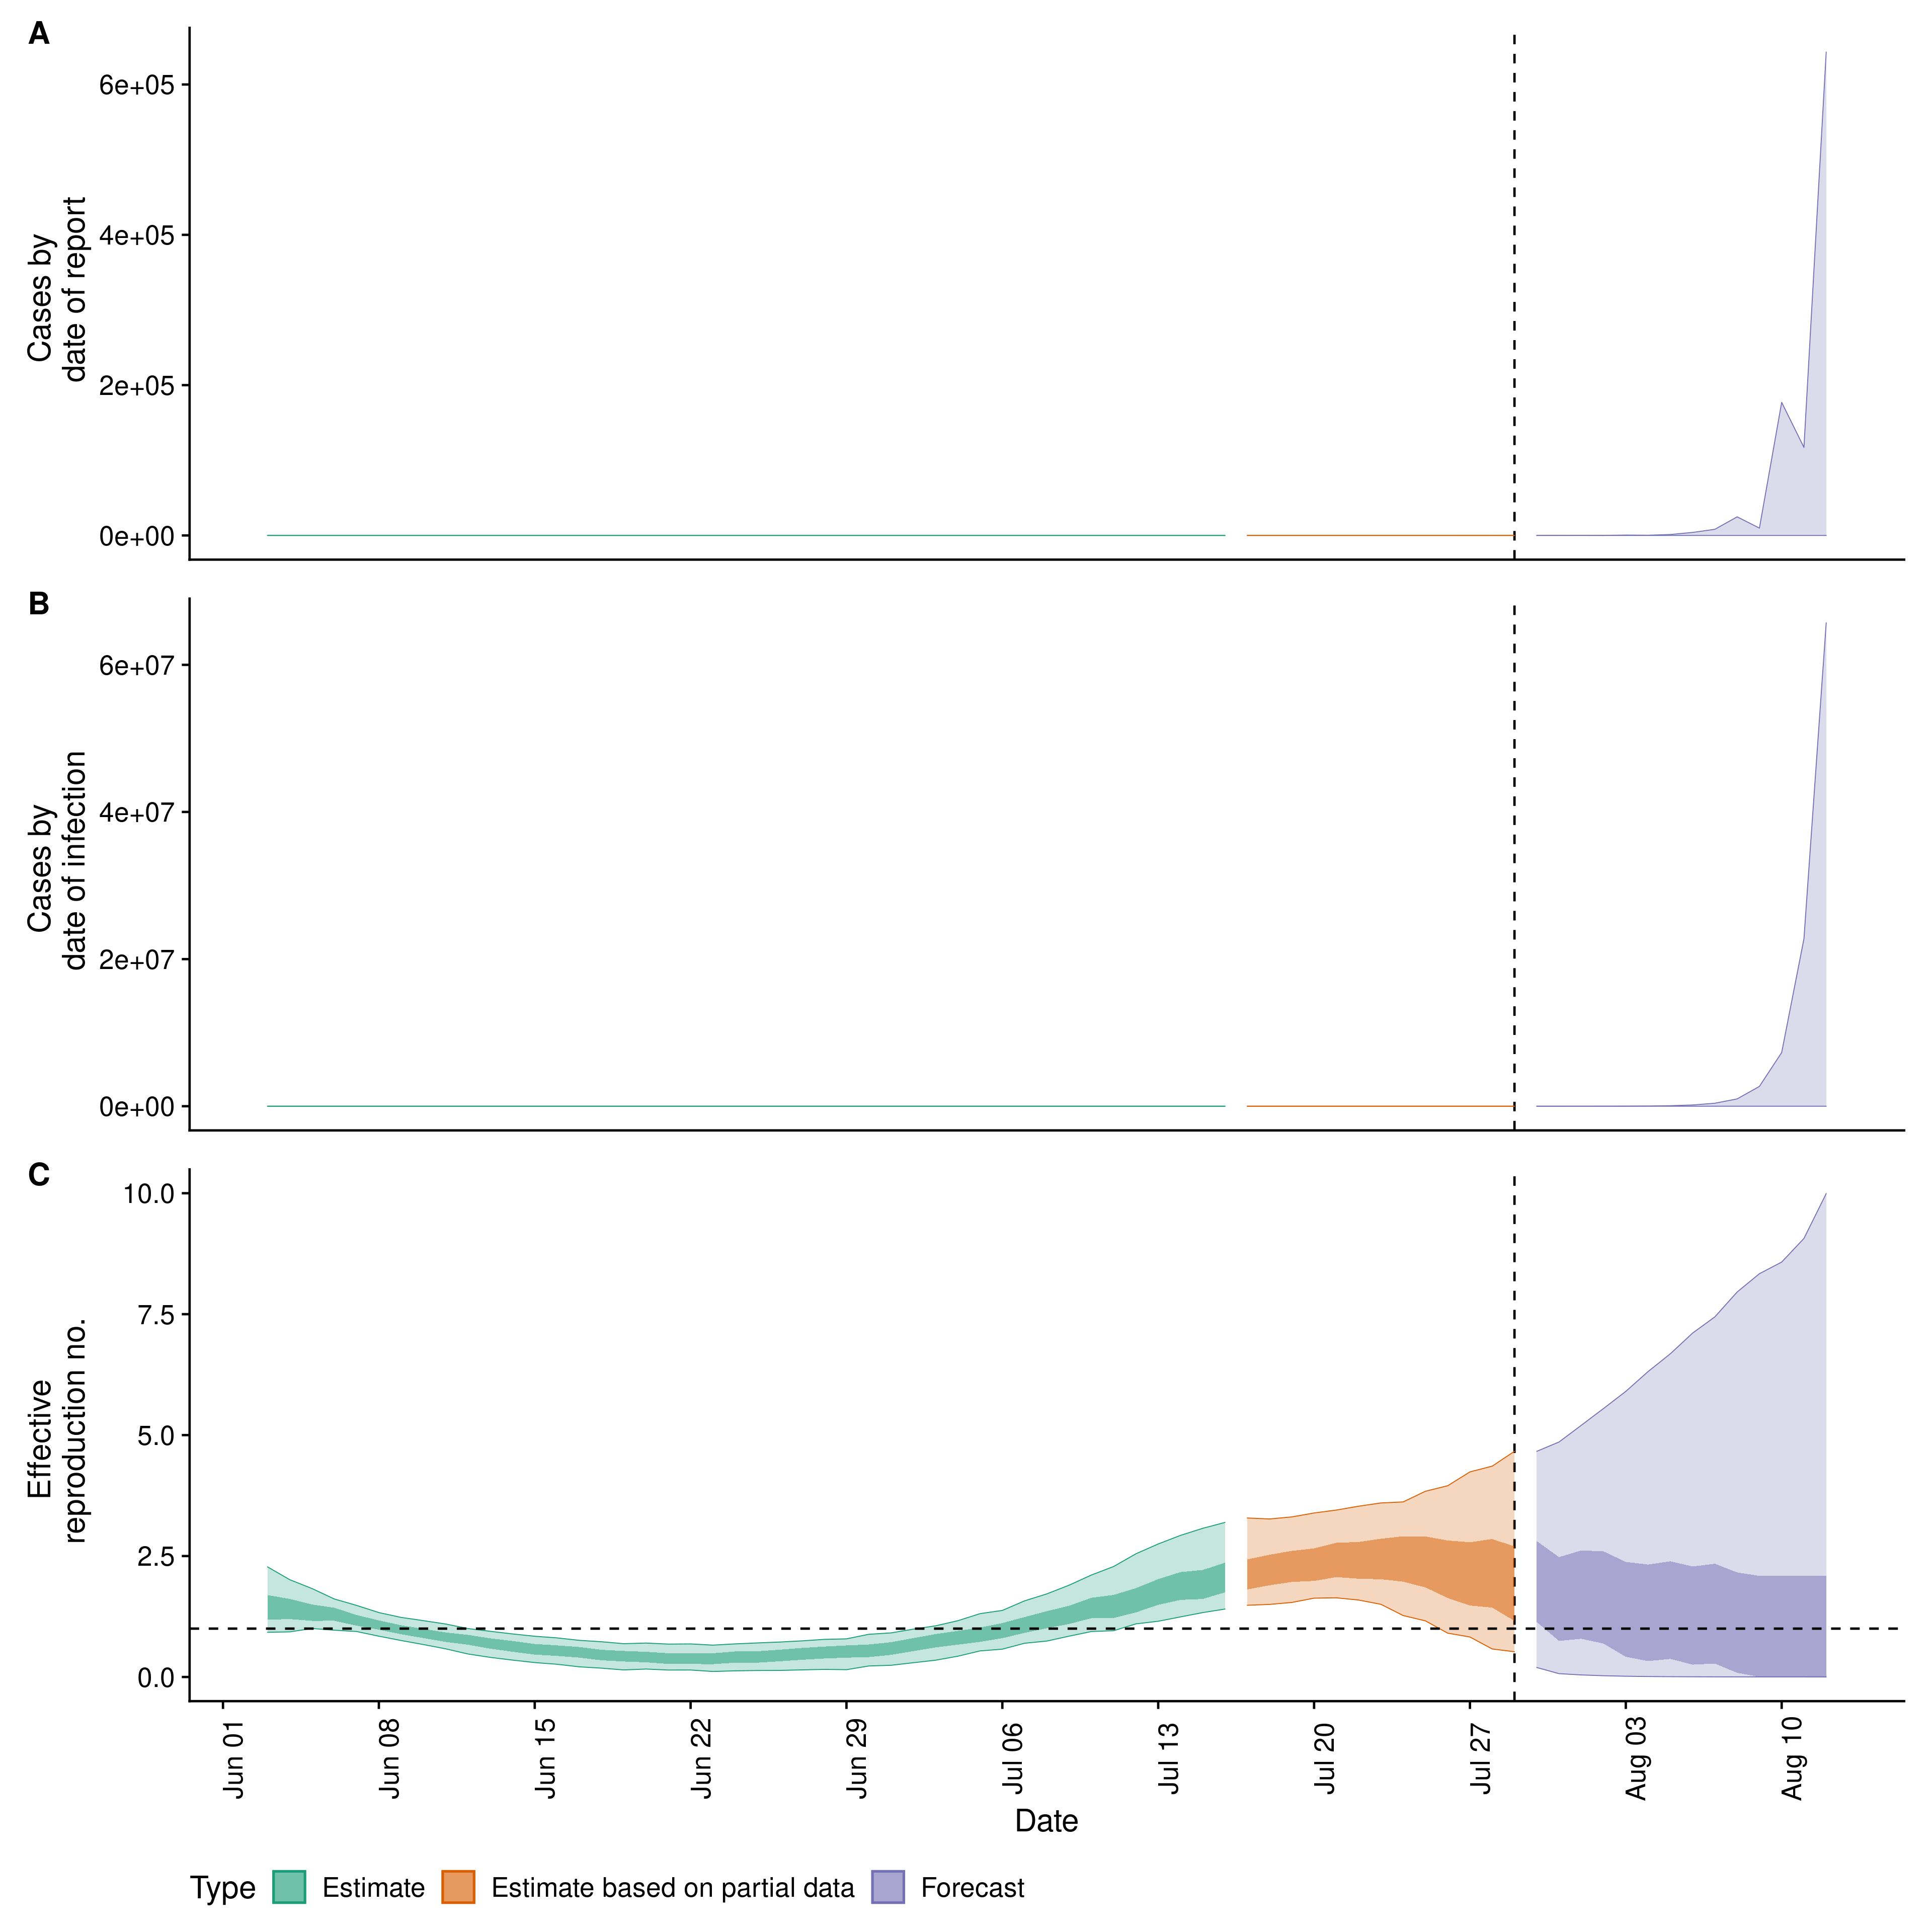 A
6e+05
4e+05
2e+05
0e+00
Cases by
date of report
B
6e+07
4e+07
2e+07
0e+00
Cases by
date of infection
C
10.0
7.5
5.0
2.5
0.0
Effective
reproduction no.
Jun 01
Jun 08
Jun 15
Jun 22
Jun 29
Jul 06
Jul 13
Jul 20
Jul 27
Aug 03
Aug 10
Date
Type
Estimate
Estimate based on partial data
Forecast